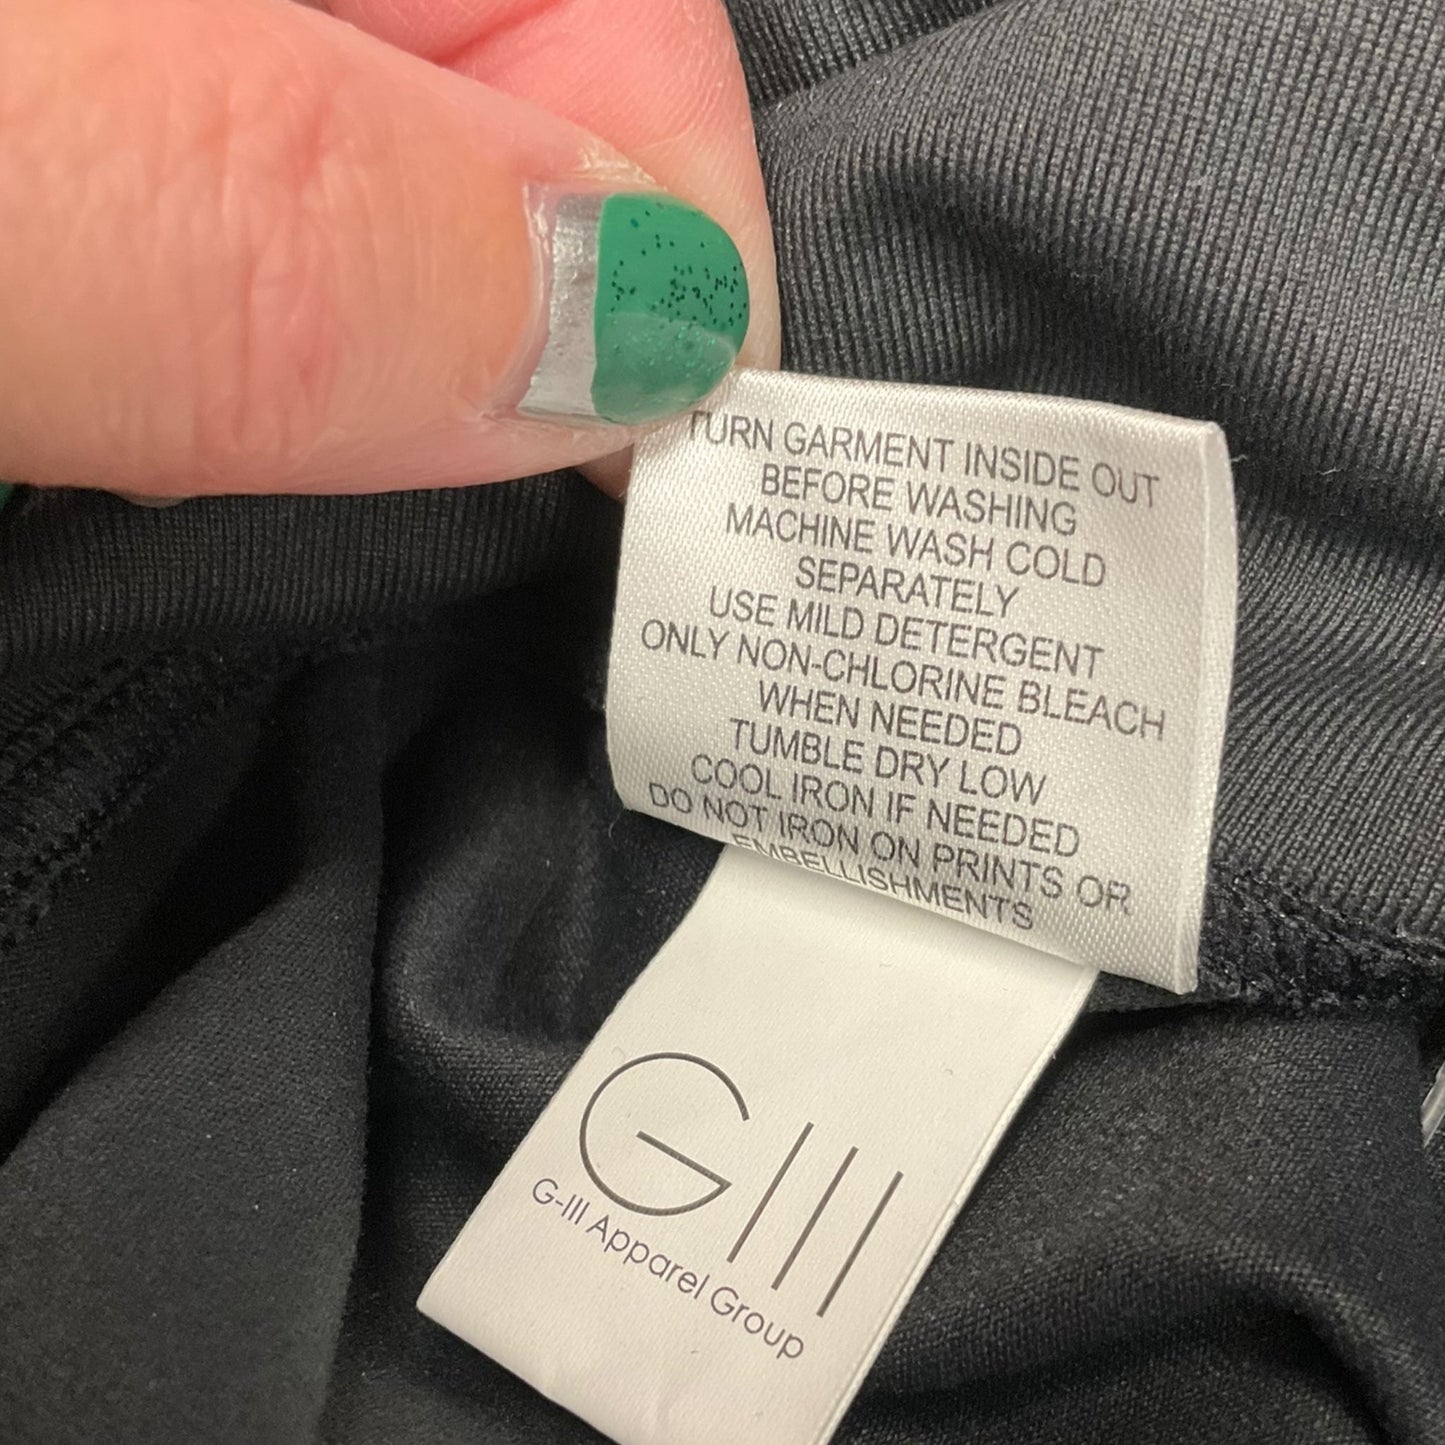 TURN GARMENT INSIDE OUT
BEFORE WASHING
MACHINE WASH COLD
SEPARATELY
USE MILD DETERGENT
ONLY NON-CHLORINE BLEACH
WHEN NEEDED
TUMBLE DRY LOW
COOL IRON IF NEEDED
DO NOT IRON ON PRINTS OR
EMBELLISHMENTS
GIII
G-III Apparel Group